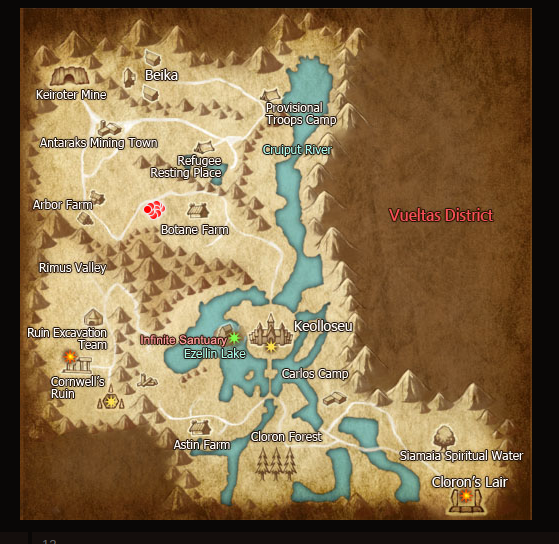 Beika
Keiroter Mine
Provisional
Troops Camp
Antaraks Mining Town
Cruiput River
Refugee
Resting Place
Arbor Farm
Vueltas District
Botane Farm
Rimus Valley
Keolloseu
Ruin Excavation
Team
Infinite Santuary
Ezellin Lake
Carlos Camp
Cornwell's
Ruin
Astin Farm
Cloron Forest
Siamaia Spiritual Water
Cloron's Lair
12